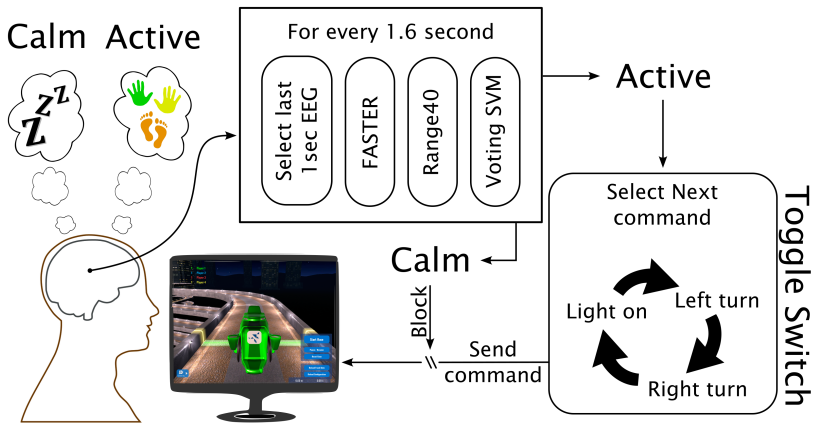 Calm Active
Z Z Z
For every 1.6 second
Select last
1sec EEG
FASTER
Range40
Voting SVM
Active
Select Next
command
Light on
Left turn
Right turn
Toggle Switch
Calm
Block
Send
command